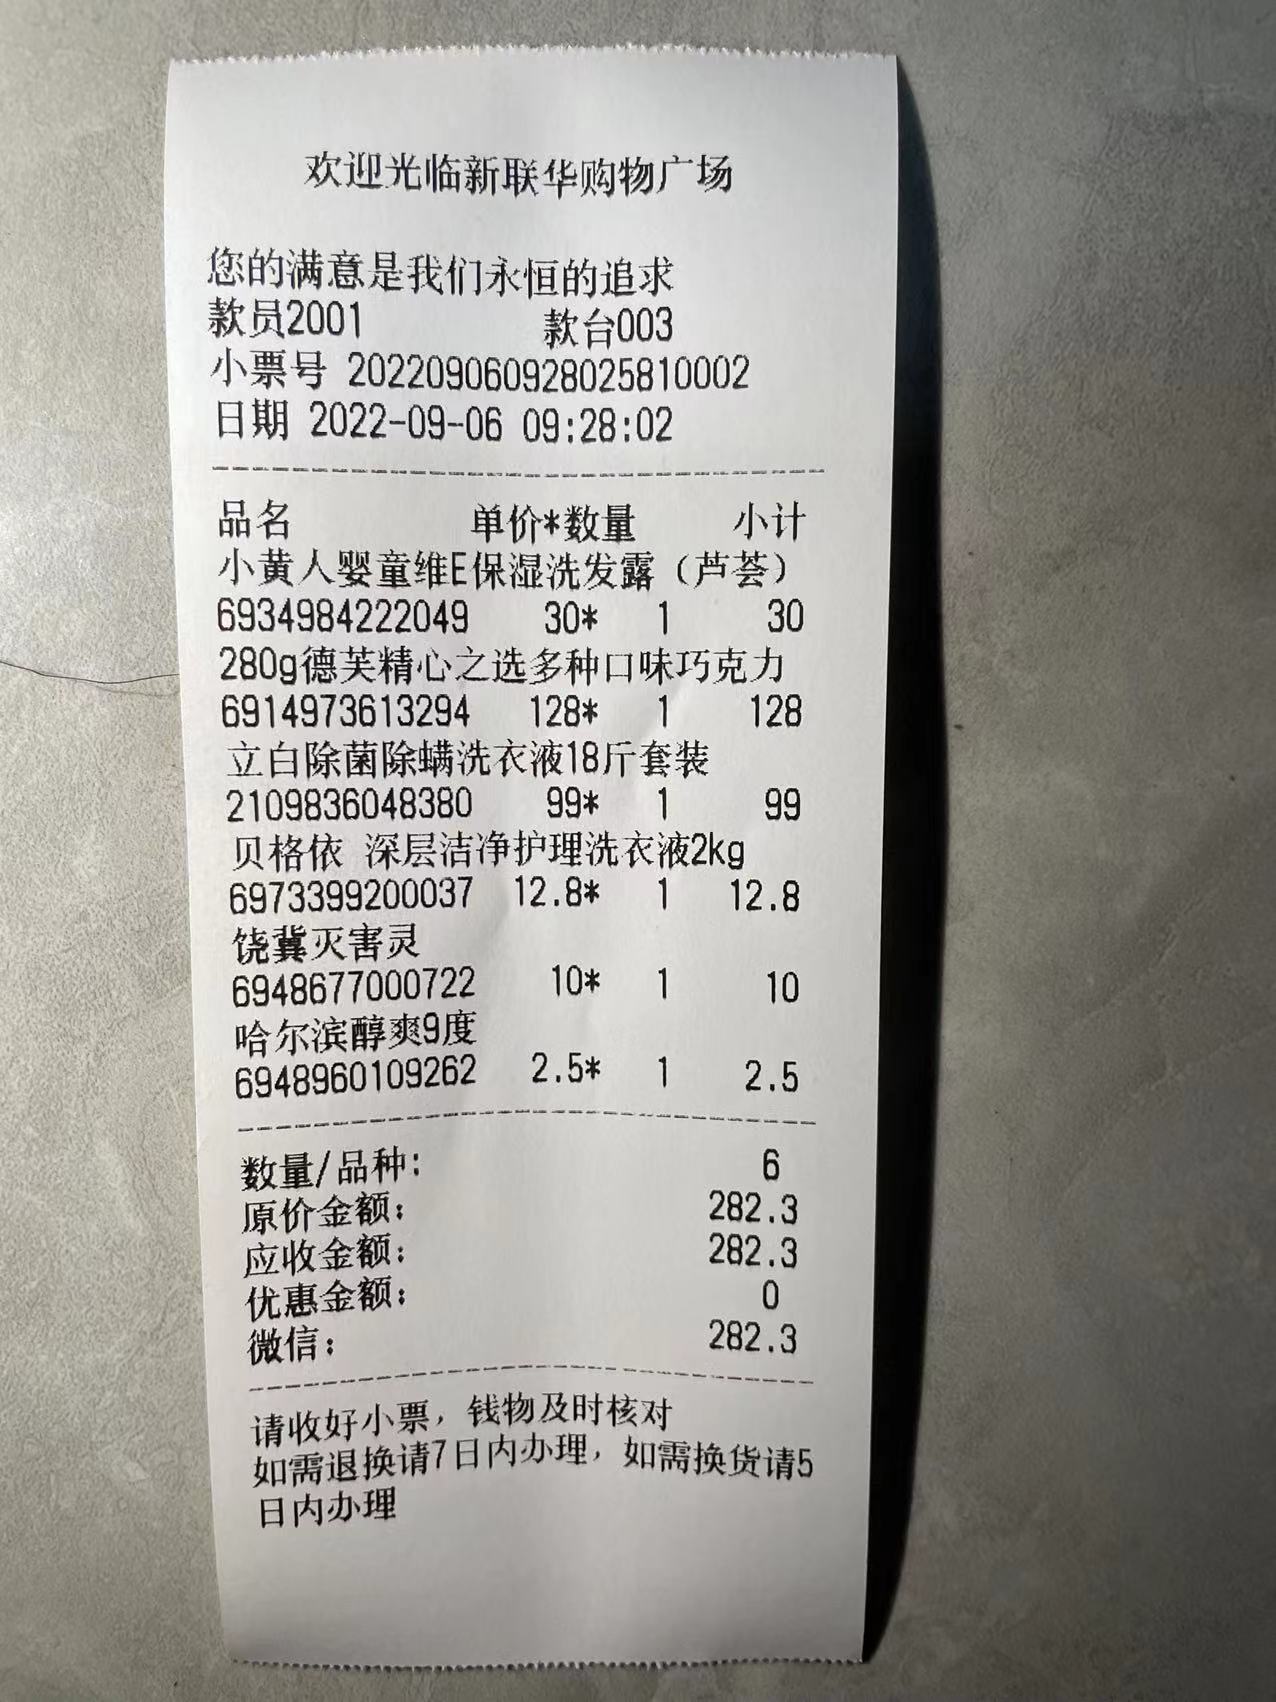 欢迎光临新联华购物广场
您的满意是我们永恒的追求
款员2001 款台003
小票号 202209060928025810002
日期 2022-09-06 09:28:02
品名 单价*数量 小计
小黄人婴童维E保湿洗发露（芦荟）
6934984222049 30* 1 30
280g德芙精心之选多种口味巧克力
6914973613294 128* 1 128
立白除菌除螨洗衣液18斤套装
2109836048380 99* 1 99
贝格依 深层洁净护理洗衣液2kg
6973399200037 12.8* 1 12.8
饶冀灭害灵
6948677000722 10* 1 10
哈尔滨醇爽9度
6948960109262 2.5* 1 2.5
数量/品种: 6
原价金额： 282.3
应收金额： 282.3
优惠金额： 0
微信： 282.3
请收好小票，钱物及时核对
如需退换请7日内办理，如需换货请5
日内办理